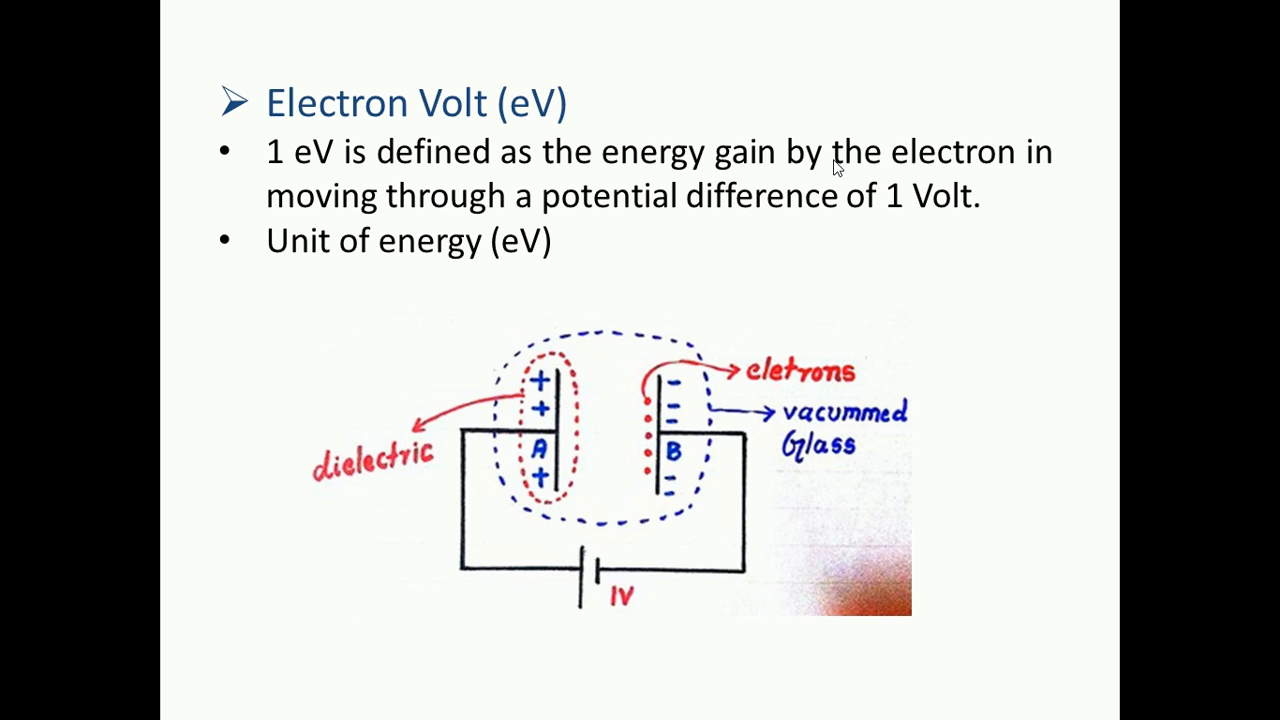 Electron Volt (eV)
• 1 eV is defined as the energy gain by the electron in
moving through a potential difference of 1 Volt.
• Unit of energy (eV)
+ - cletrons
+ - vacummed
- Glass
A B
dielectric
+ -
-
1V